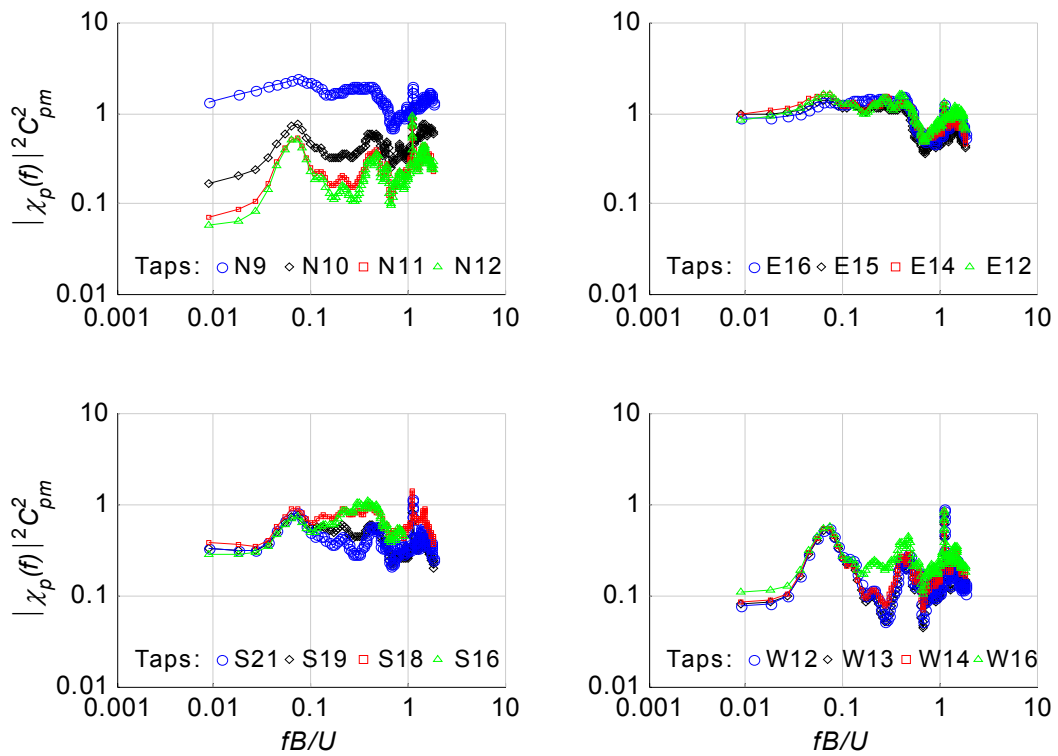 10 10
1 1
|χp(f)|²C²pm
0.1 0.1
Taps: N9 N10 N11 N12 Taps: E16 E15 E14 E12
0.01 0.01
0.001 0.01 0.1 1 10 0.001 0.01 0.1 1 10
10 10
1 1
|χp(f)|²C²pm
0.1 0.1
Taps: S21 S19 S18 S16 Taps: W12 W13 W14 W16
0.01 0.01
0.001 0.01 0.1 1 10 0.001 0.01 0.1 1 10
fB/U fB/U